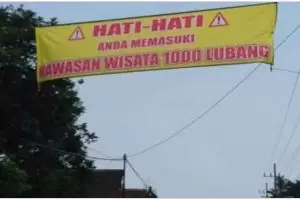 HATI-HATI
ANDA MEMASUKI
KAWASAN WISATA 1000 LUBANG